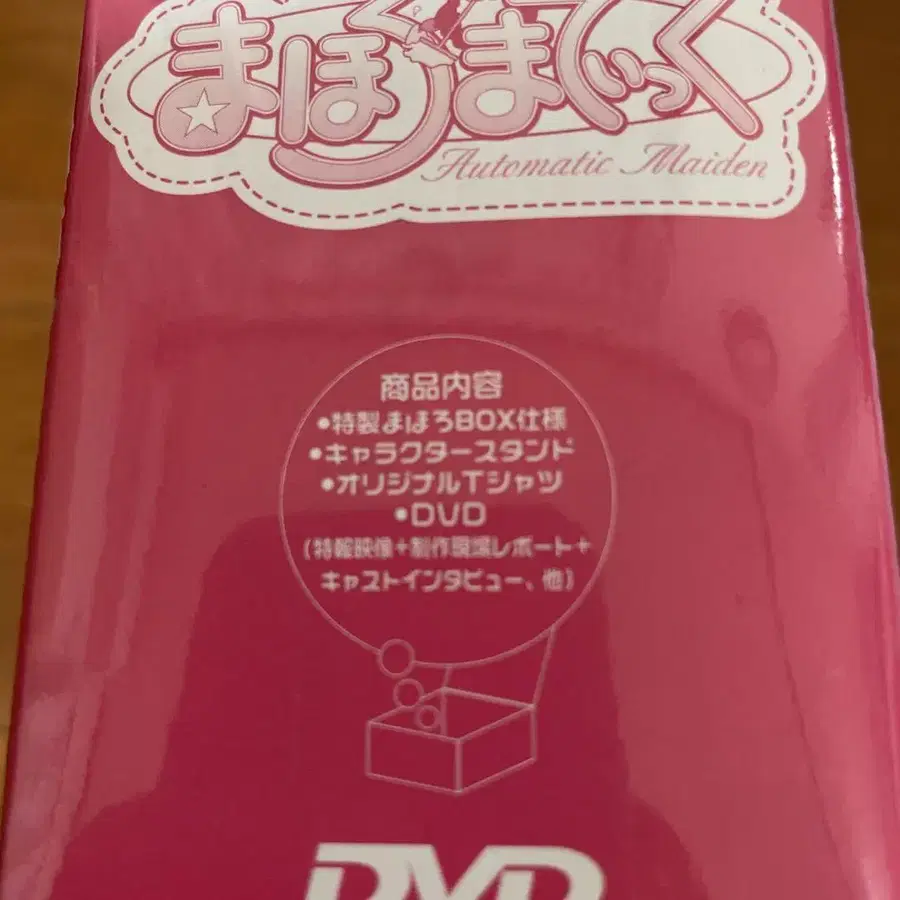 まほろまてぃっく
Automatic Maiden
商品内容
•特製まほろBOX仕様
•キャラクタースタンド
•オリジナルTシャツ
•DVD
(特報映像+制作現場レポート+
キャストインタビュー、他)
DVD